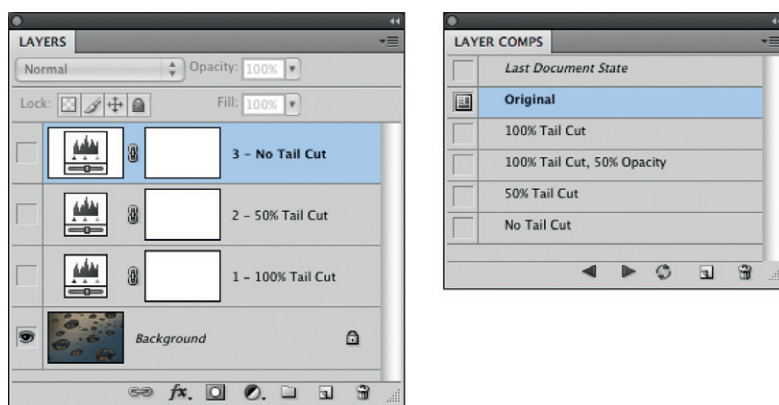 LAYERS
Normal Opacity: 100%
Lock: Fill: 100%
3 – No Tail Cut
2 – 50% Tail Cut
1 – 100% Tail Cut
Background
fx.
LAYER COMPS
Last Document State
Original
100% Tail Cut
100% Tail Cut, 50% Opacity
50% Tail Cut
No Tail Cut